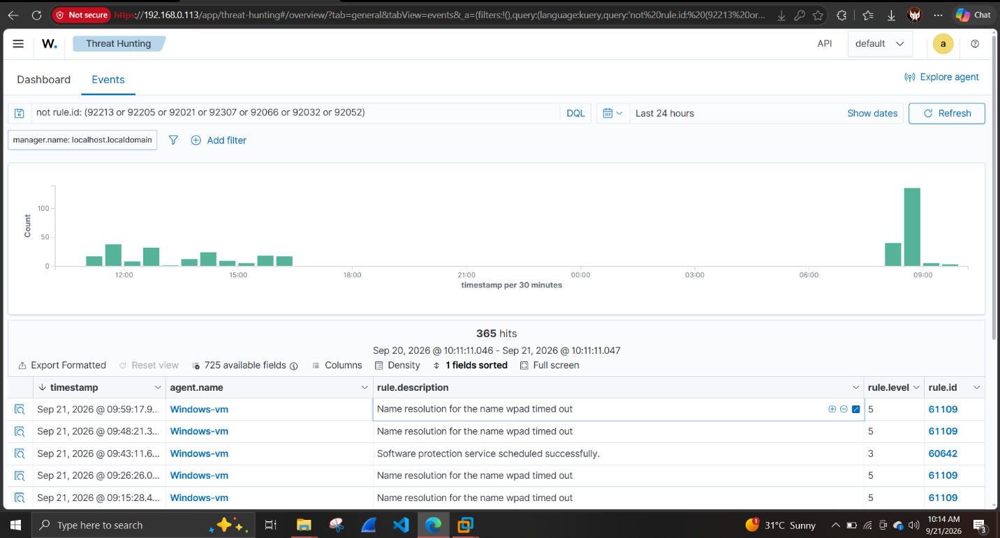 Not secure https://192.168.0.113/app/threat-hunting#/overview/?tab=general&tabView=events&_a=(filters:!(),query:(language:kuery,query:'not%20rule.id:%20(92213%20or... Chat
W. Threat Hunting API default a
Dashboard Events Explore agent
not rule.id: (92213 or 92205 or 92021 or 92307 or 92066 or 92032 or 92052) DQL Last 24 hours Show dates Refresh
manager.name: localhost.localdomain Add filter
Count
100
50
0
12:00 15:00 18:00 21:00 00:00 03:00 06:00 09:00
timestamp per 30 minutes
365 hits
Sep 20, 2026 @ 10:11:11.046 - Sep 21, 2026 @ 10:11:11.047
Export Formatted Reset view 725 available fields Columns Density 1 fields sorted Full screen
timestamp agent.name rule.description rule.level rule.id
Sep 21, 2026 @ 09:59:17.9... Windows-vm Name resolution for the name wpad timed out 5 61109
Sep 21, 2026 @ 09:48:21.3... Windows-vm Name resolution for the name wpad timed out 5 61109
Sep 21, 2026 @ 09:43:11.6... Windows-vm Software protection service scheduled successfully. 3 60642
Sep 21, 2026 @ 09:26:26.0... Windows-vm Name resolution for the name wpad timed out 5 61109
Sep 21, 2026 @ 09:15:28.4... Windows-vm Name resolution for the name wpad timed out 5 61109
Type here to search 1 31°C Sunny 10:14 AM
9/21/2026 3